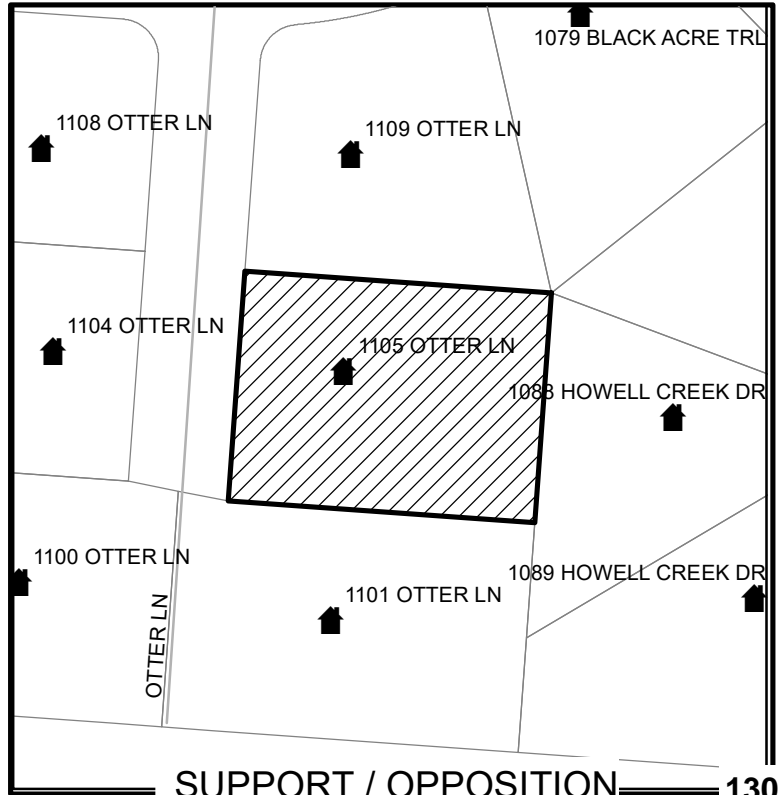 1079 BLACK ACRE TRL
1108 OTTER LN
1109 OTTER LN
1104 OTTER LN
1105 OTTER LN
1088 HOWELL CREEK DR
1100 OTTER LN
1089 HOWELL CREEK DR
1101 OTTER LN
OTTER LN
SUPPORT / OPPOSITION
130